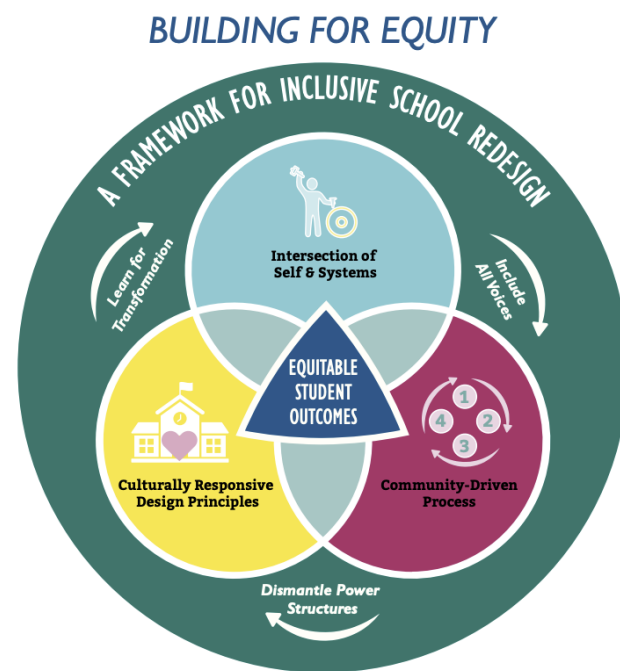 BUILDING FOR EQUITY
A FRAMEWORK FOR INCLUSIVE SCHOOL REDESIGN
Intersection of
Self & Systems
Learn for
Transformation
Include
All Voices
EQUITABLE
STUDENT
OUTCOMES
Culturally Responsive
Design Principles
1
4
2
3
Community-Driven
Process
Dismantle Power
Structures